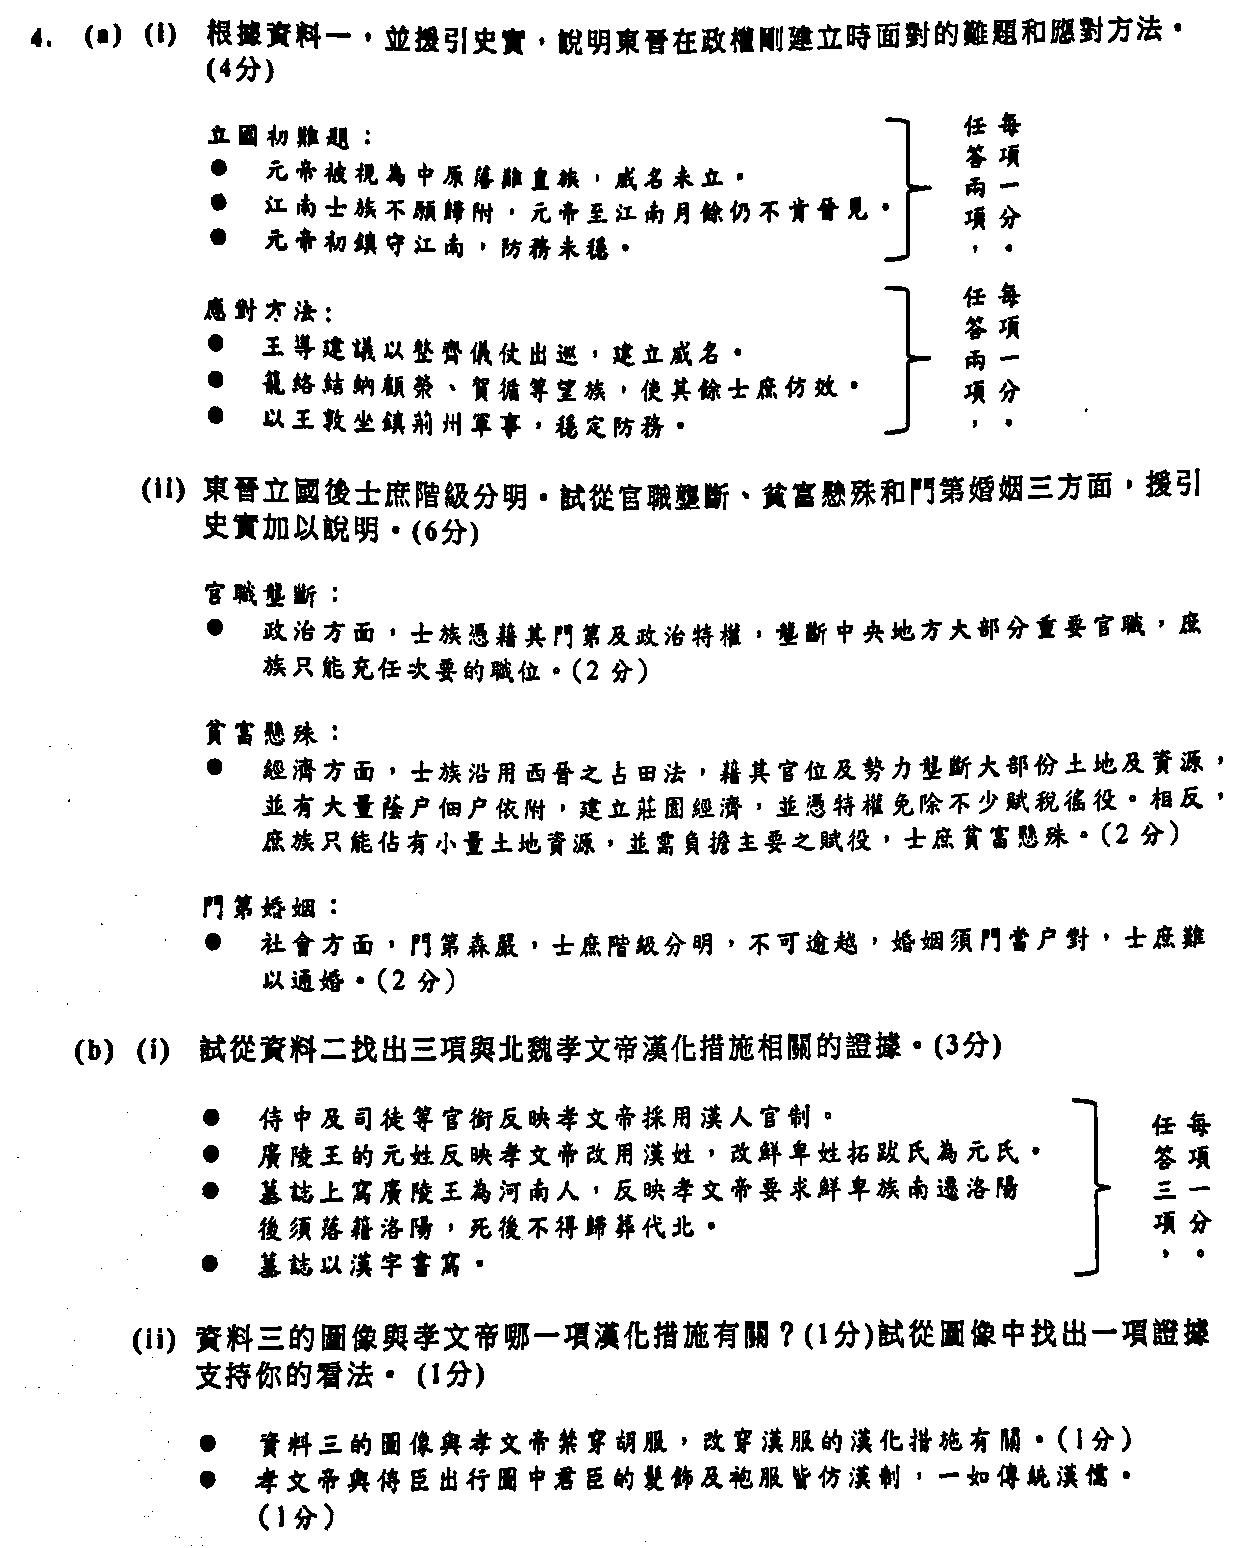 4. (a) (i) 根據資料一，並援引史實，說明東晉在政權剛建立時面對的難題和應對方法。
(4分)
立國初難題：
● 元帝被視為中原落難皇族，威名未立。
● 江南士族不願歸附，元帝至江南月餘仍不肯晉見。
● 元帝初鎮守江南，防務未穩。
任答兩項，
每項一分。
應對方法：
● 王導建議以整齊儀仗出巡，建立威名。
● 籠絡結納顧榮、賀循等望族，使其餘士庶仿效。
● 以王敦坐鎮荊州軍事，穩定防務。
任答兩項，
每項一分。
(ii) 東晉立國後士庶階級分明。試從官職壟斷、貧富懸殊和門第婚姻三方面，援引
史實加以說明。(6分)
官職壟斷：
● 政治方面，士族憑藉其門第及政治特權，壟斷中央地方大部分重要官職，庶
族只能充任次要的職位。(2 分)
貧富懸殊：
● 經濟方面，士族沿用西晉之占田法，藉其官位及勢力壟斷大部份土地及資源，
並有大量蔭户佃户依附，建立莊園經濟，並憑特權免除不少賦稅徭役。相反，
庶族只能佔有小量土地資源，並需負擔主要之賦役，士庶貧富懸殊。(2 分)
門第婚姻：
● 社會方面，門第森嚴，士庶階級分明，不可逾越，婚姻須門當户對，士庶難
以通婚。(2 分)
(b) (i) 試從資料二找出三項與北魏孝文帝漢化措施相關的證據。(3分)
● 侍中及司徒等官銜反映孝文帝採用漢人官制。
● 廣陵王的元姓反映孝文帝改用漢姓，改鮮卑姓拓跋氏為元氏。
● 墓誌上寫廣陵王為河南人，反映孝文帝要求鮮卑族南遷洛陽
後須落籍洛陽，死後不得歸葬代北。
● 墓誌以漢字書寫。
任答三項，
每項一分。
(ii) 資料三的圖像與孝文帝哪一項漢化措施有關？(1分)試從圖像中找出一項證據
支持你的看法。 (1分)
● 資料三的圖像與孝文帝禁穿胡服，改穿漢服的漢化措施有關。(1分)
● 孝文帝與侍臣出行圖中君臣的髮飾及袍服皆仿漢制，一如傳統漢儒。
(1分)